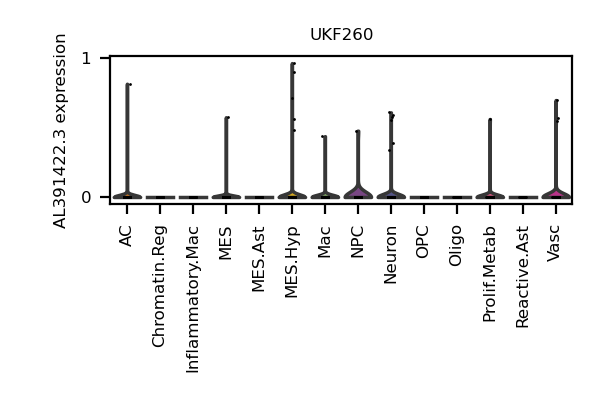 UKF260
AL391422.3 expression
1
0
AC
Chromatin.Reg
Inflammatory.Mac
MES
MES.Ast
MES.Hyp
Mac
NPC
Neuron
OPC
Oligo
Prolif.Metab
Reactive.Ast
Vasc